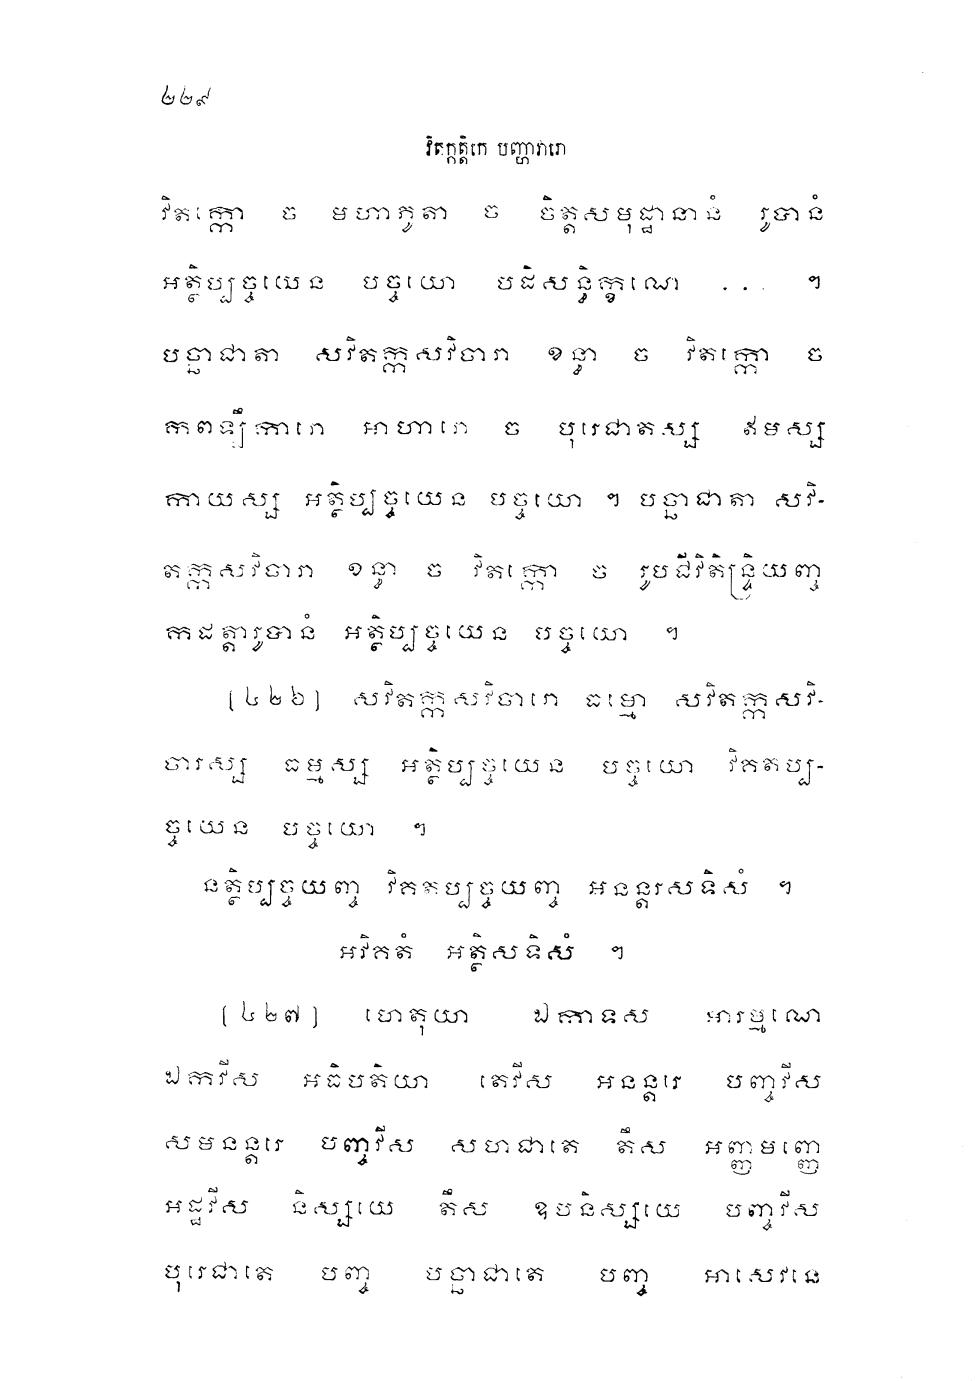 ២២៩
វិតក្កត្តិកេ បញ្ហាវារោ
វិតក្កោ ច មហាភូតា ច ចិត្តសមុដ្ឋានានំ រូបានំ
អត្ថិប្បច្ចយេន បច្ចយោ បដិសន្ធិក្ខណេ ... ។
បច្ឆាជាតា សវិតក្កសវិចារា ខន្ធា ច វិតក្កោ ច
កពឡីការោ អាហារោ ច បុរេជាតស្ស ឥមស្ស
កាយស្ស អត្ថិប្បច្ចយេន បច្ចយោ ។ បច្ឆាជាតា សវិ-
តក្កសវិចារា ខន្ធា ច វិតក្កោ ច រូបជីវិតិន្ទ្រិយញ្ច
កដត្តារូបានំ អត្ថិប្បច្ចយេន បច្ចយោ ។
[៤២៦] សវិតក្កសវិចារោ ធម្មោ សវិតក្កសវិ-
ចារស្ស ធម្មស្ស អត្ថិប្បច្ចយេន បច្ចយោ វិគតប្ប-
ច្ចយេន បច្ចយោ ។
នត្ថិប្បច្ចយញ្ច វិគតប្បច្ចយញ្ច អនន្តរសទិសំ ។
អវិគតំ អត្ថិសទិសំ ។
[៤២៧] ហេតុយា ឯកាទស អារម្មណេ
ឯកវីស អធិបតិយា តេវីស អនន្តរេ បញ្ចវីស
សមនន្តរេ បញ្ចវីស សហជាតេ តឹស អញ្ញមញ្ញេ
អដ្ឋវីស និស្សយេ តឹស ឧបនិស្សយេ បញ្ចវីស
បុរេជាតេ បញ្ច បច្ឆាជាតេ បញ្ច អាសេវនេ